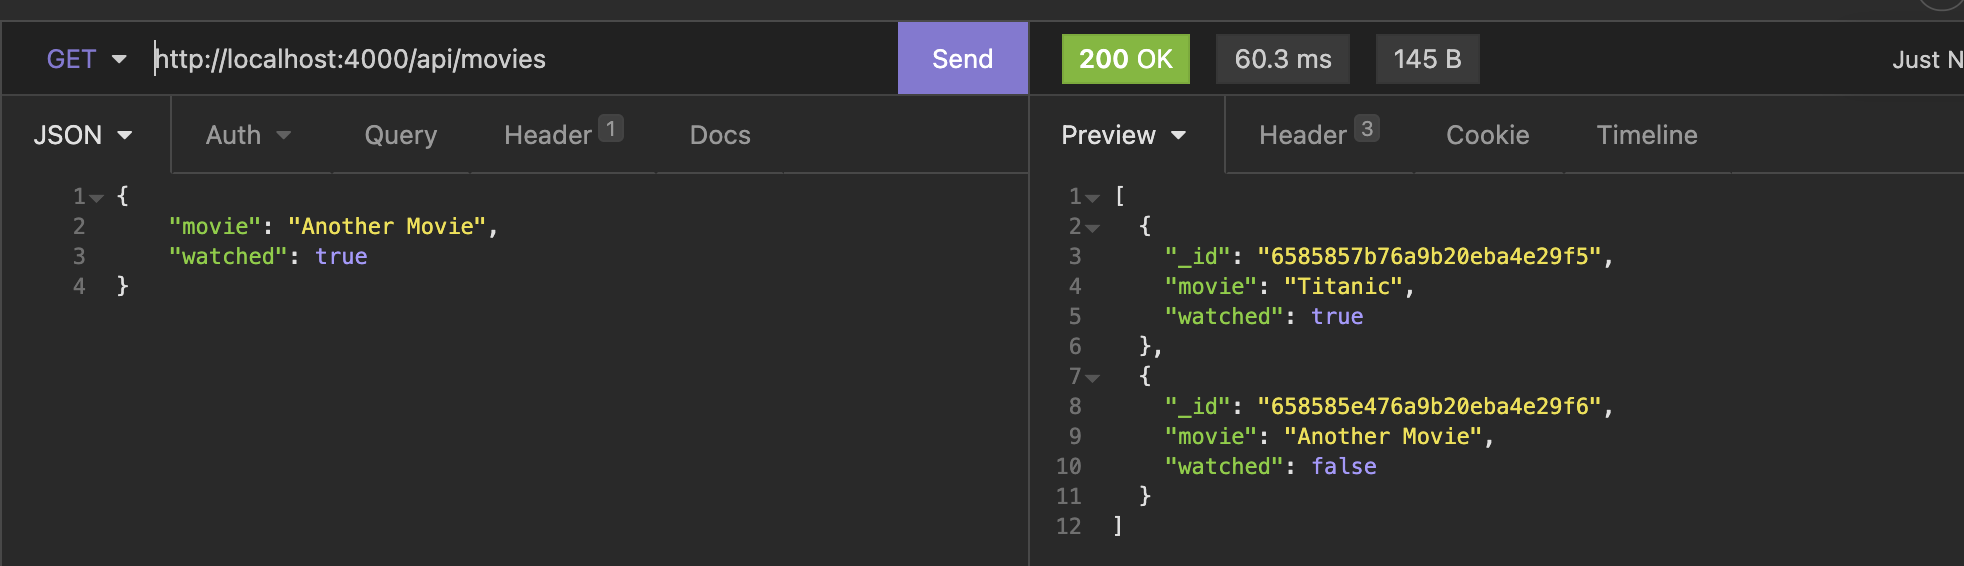 GET http://localhost:4000/api/movies Send 200 OK 60.3 ms 145 B Just N
JSON Auth Query Header 1 Docs
1 {
2 "movie": "Another Movie",
3 "watched": true
4 }
Preview Header 3 Cookie Timeline
1 [
2 {
3 "_id": "6585857b76a9b20eba4e29f5",
4 "movie": "Titanic",
5 "watched": true
6 },
7 {
8 "_id": "658585e476a9b20eba4e29f6",
9 "movie": "Another Movie",
10 "watched": false
11 }
12 ]